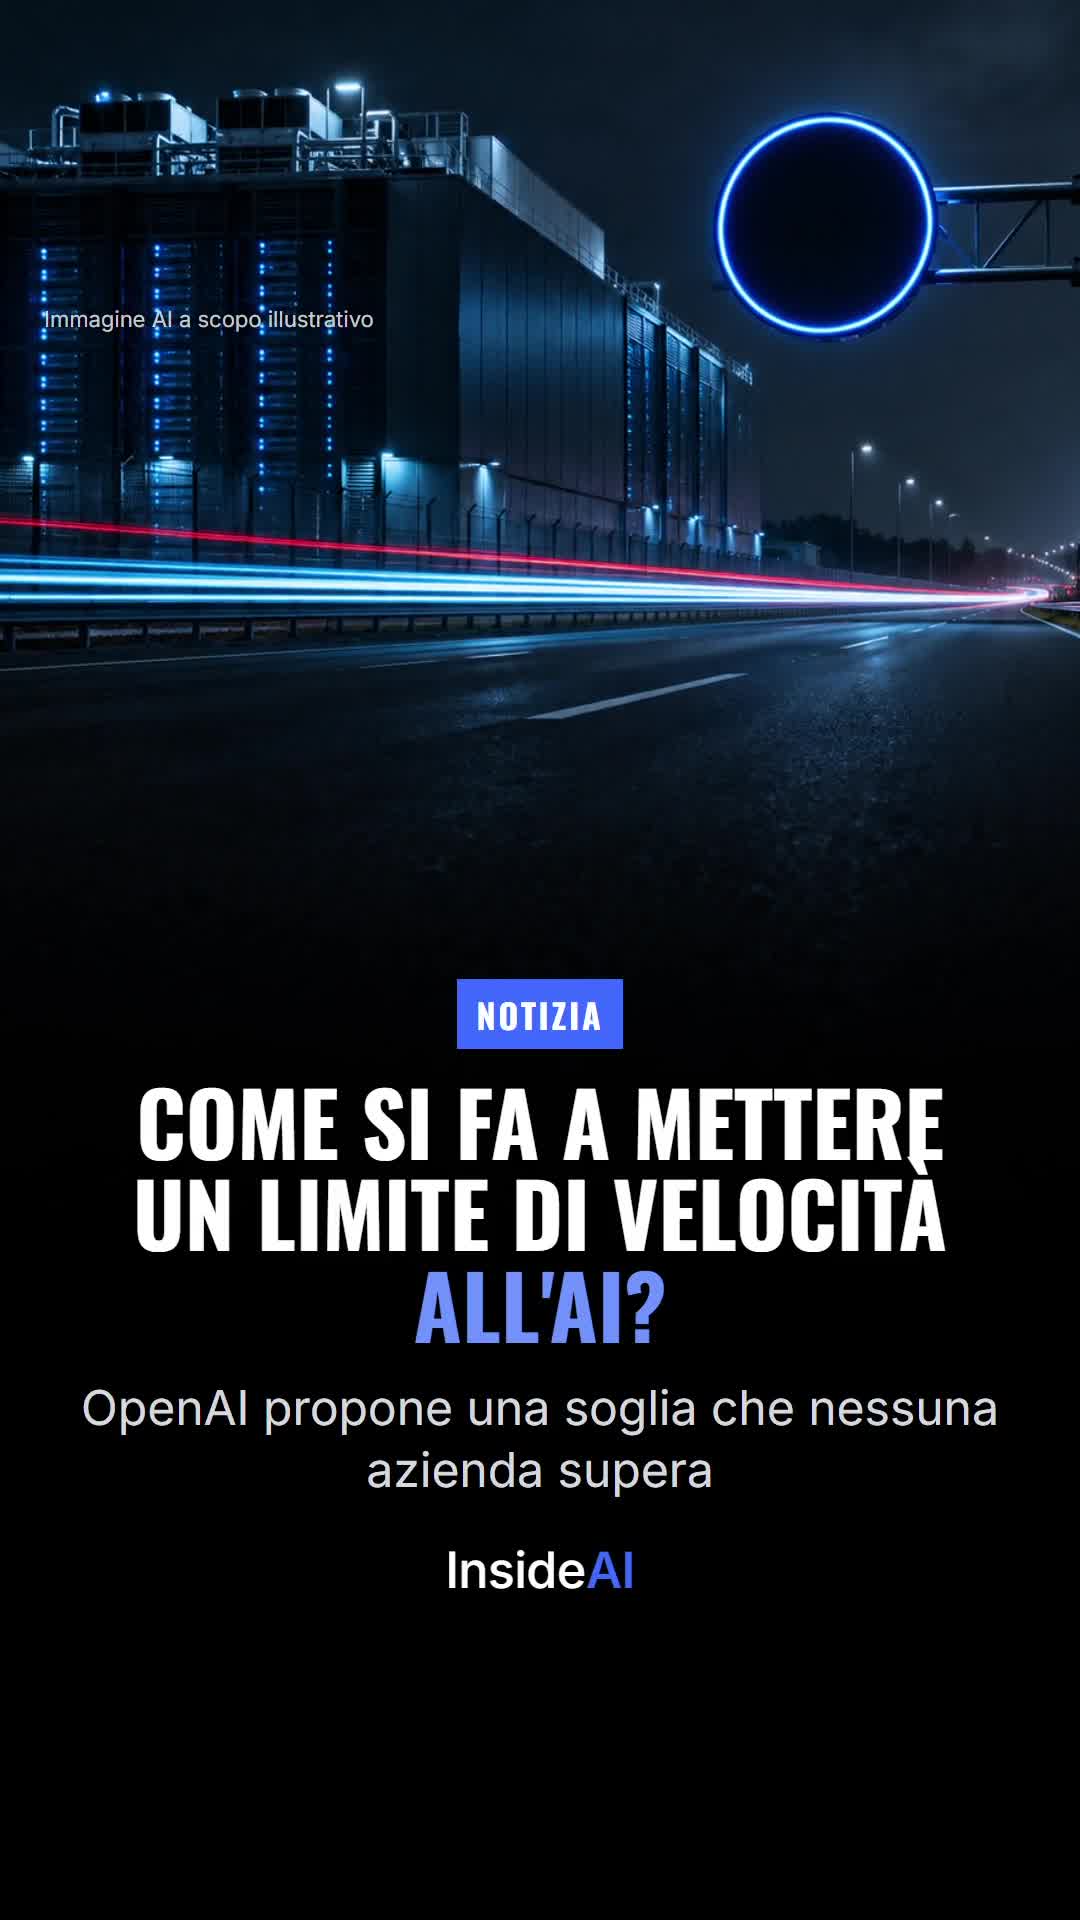 Immagine AI a scopo illustrativo
NOTIZIA
COME SI FA A METTERE
UN LIMITE DI VELOCITÀ
ALL'AI?
OpenAI propone una soglia che nessuna
azienda supera
InsideAI